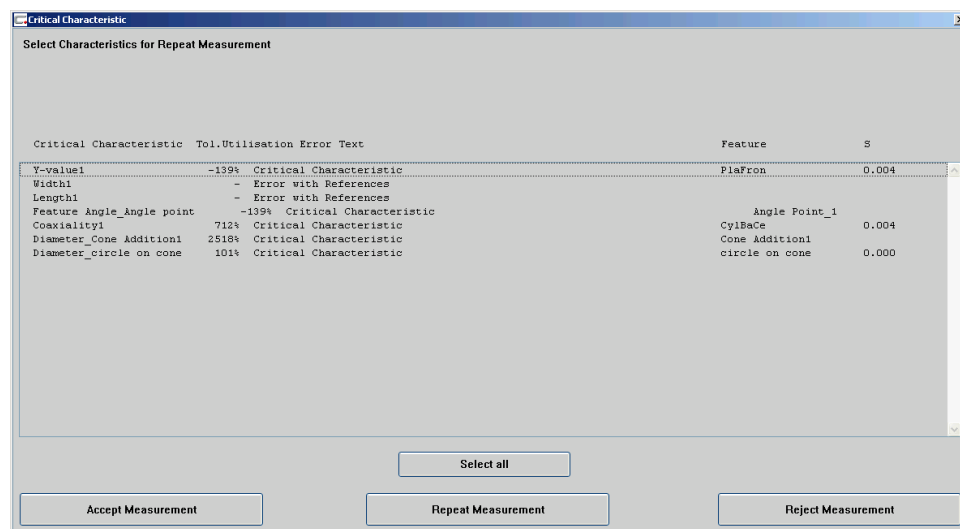 Critical Characteristic
Select Characteristics for Repeat Measurement
Critical Characteristic Tol.Utilisation Error Text Feature S
Y-value1 -139% Critical Characteristic PlaFron 0.004
Width1 - Error with References
Length1 - Error with References
Feature Angle_Angle point -139% Critical Characteristic Angle Point_1
Coaxiality1 712% Critical Characteristic CylBaCe 0.004
Diameter_Cone Addition1 2518% Critical Characteristic Cone Addition1
Diameter_circle on cone 101% Critical Characteristic circle on cone 0.000
Select all
Accept Measurement Repeat Measurement Reject Measurement